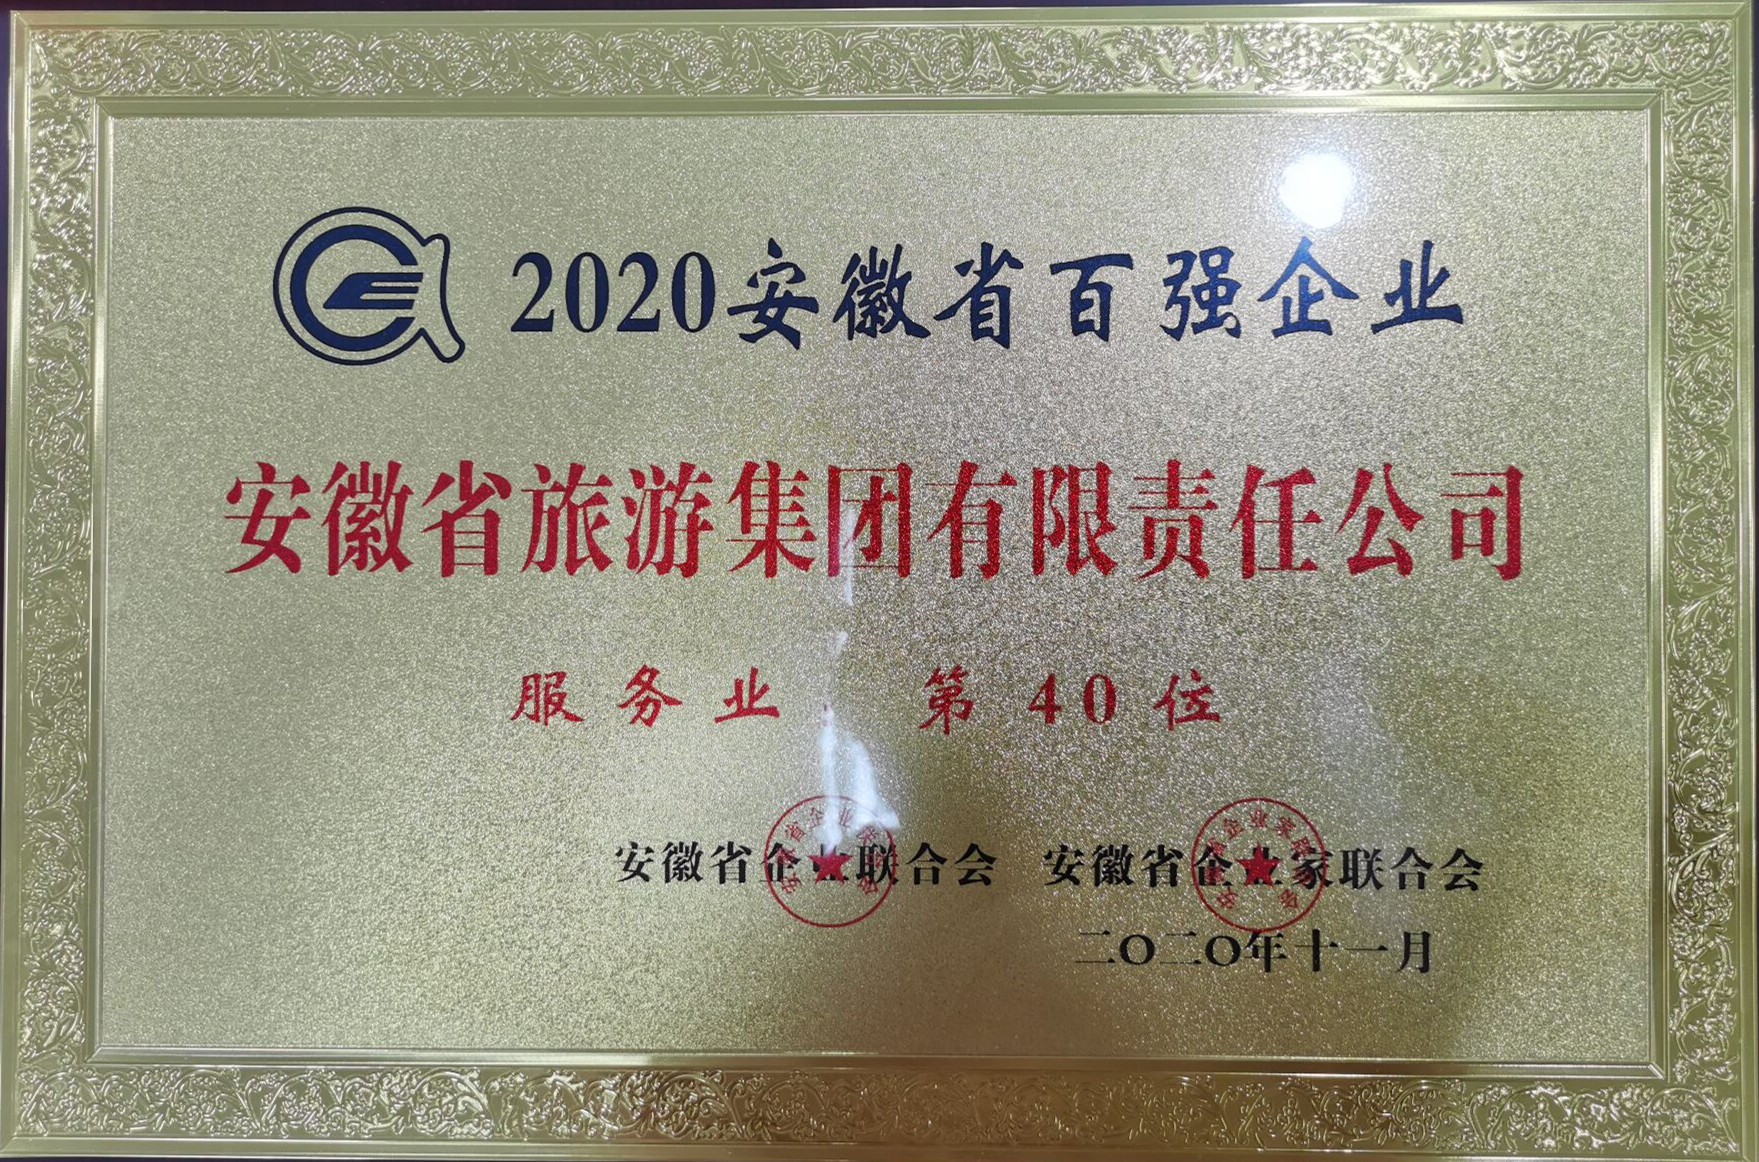 2020安徽省百强企业
安徽省旅游集团有限责任公司
服务业 第40位
安徽省企业联合会 安徽省企业家联合会
二〇二〇年十一月